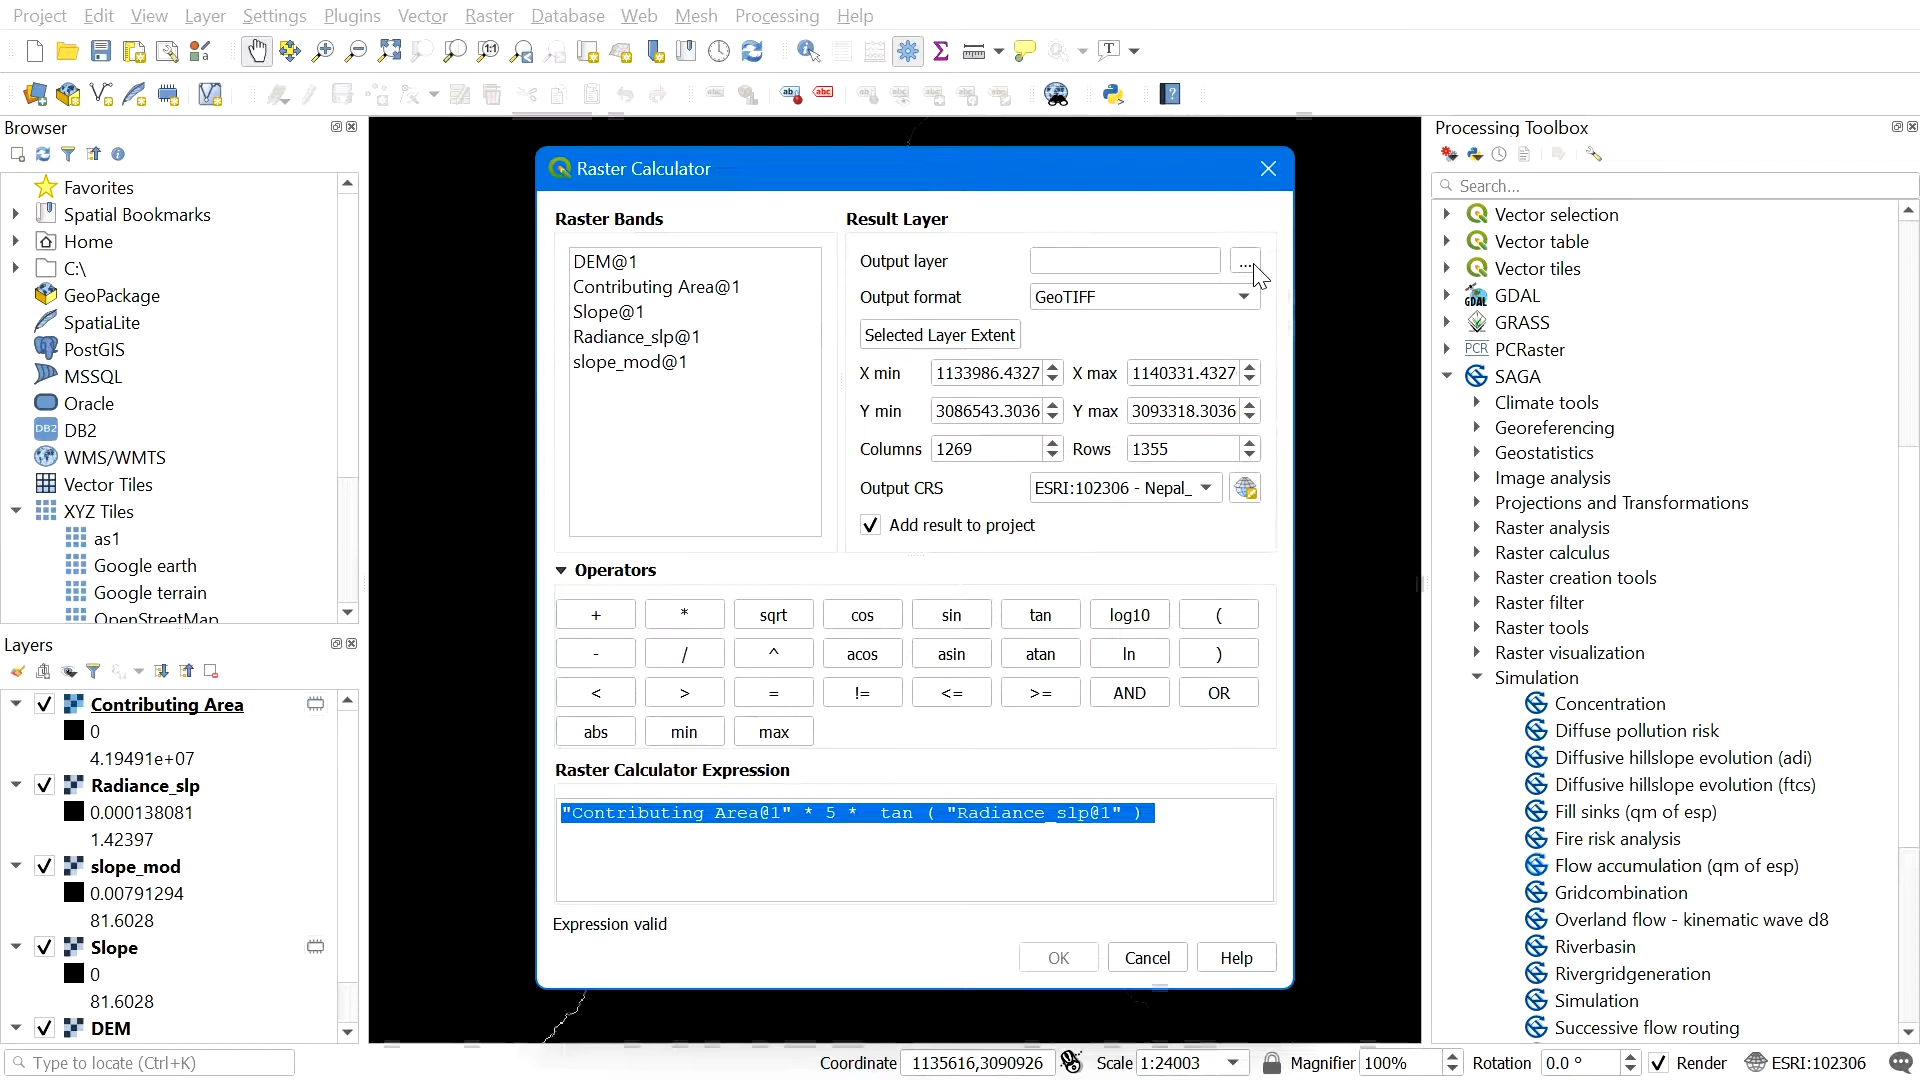 Project Edit View Layer Settings Plugins Vector Raster Database Web Mesh Processing Help
Browser
Favorites
Spatial Bookmarks
Home
C:\
GeoPackage
SpatiaLite
PostGIS
MSSQL
Oracle
DB2
WMS/WMTS
Vector Tiles
XYZ Tiles
as1
Google earth
Google terrain
OpenStreetMap
Layers
Contributing Area
0
4.19491e+07
Radiance_slp
0.000138081
1.42397
slope_mod
0.00791294
81.6028
Slope
0
81.6028
DEM
Raster Calculator
Raster Bands
DEM@1
Contributing Area@1
Slope@1
Radiance_slp@1
slope_mod@1
Result Layer
Output layer ...
Output format GeoTIFF
Selected Layer Extent
X min 1133986.4327 X max 1140331.4327
Y min 3086543.3036 Y max 3093318.3036
Columns 1269 Rows 1355
Output CRS ESRI:102306 - Nepal_
Add result to project
Operators
+ * sqrt cos sin tan log10 (
- / ^ acos asin atan ln )
< > = != <= >= AND OR
abs min max
Raster Calculator Expression
"Contributing Area@1" * 5 * tan ( "Radiance_slp@1" )
Expression valid
OK Cancel Help
Processing Toolbox
Search...
Vector selection
Vector table
Vector tiles
GDAL
GRASS
PCRaster
SAGA
Climate tools
Georeferencing
Geostatistics
Image analysis
Projections and Transformations
Raster analysis
Raster calculus
Raster creation tools
Raster filter
Raster tools
Raster visualization
Simulation
Concentration
Diffuse pollution risk
Diffusive hillslope evolution (adi)
Diffusive hillslope evolution (ftcs)
Fill sinks (qm of esp)
Fire risk analysis
Flow accumulation (qm of esp)
Gridcombination
Overland flow - kinematic wave d8
Riverbasin
Rivergridgeneration
Simulation
Successive flow routing
Type to locate (Ctrl+K) Coordinate 1135616,3090926 Scale 1:24003 Magnifier 100% Rotation 0.0 ° Render ESRI:102306